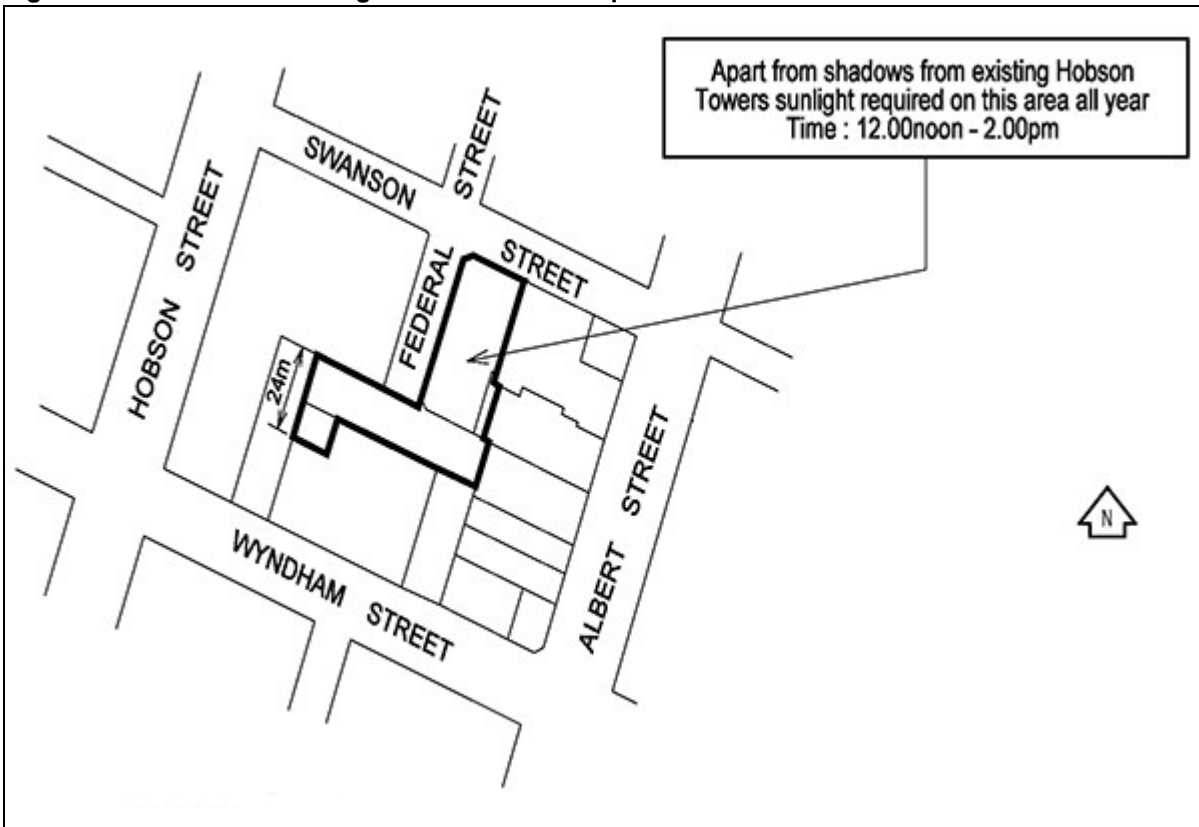 Apart from shadows from existing Hobson
Towers sunlight required on this area all year
Time : 12.00noon - 2.00pm
SWANSON
STREET
FEDERAL
STREET
HOBSON STREET
24m
ALBERT STREET
WYNDHAM STREET
N